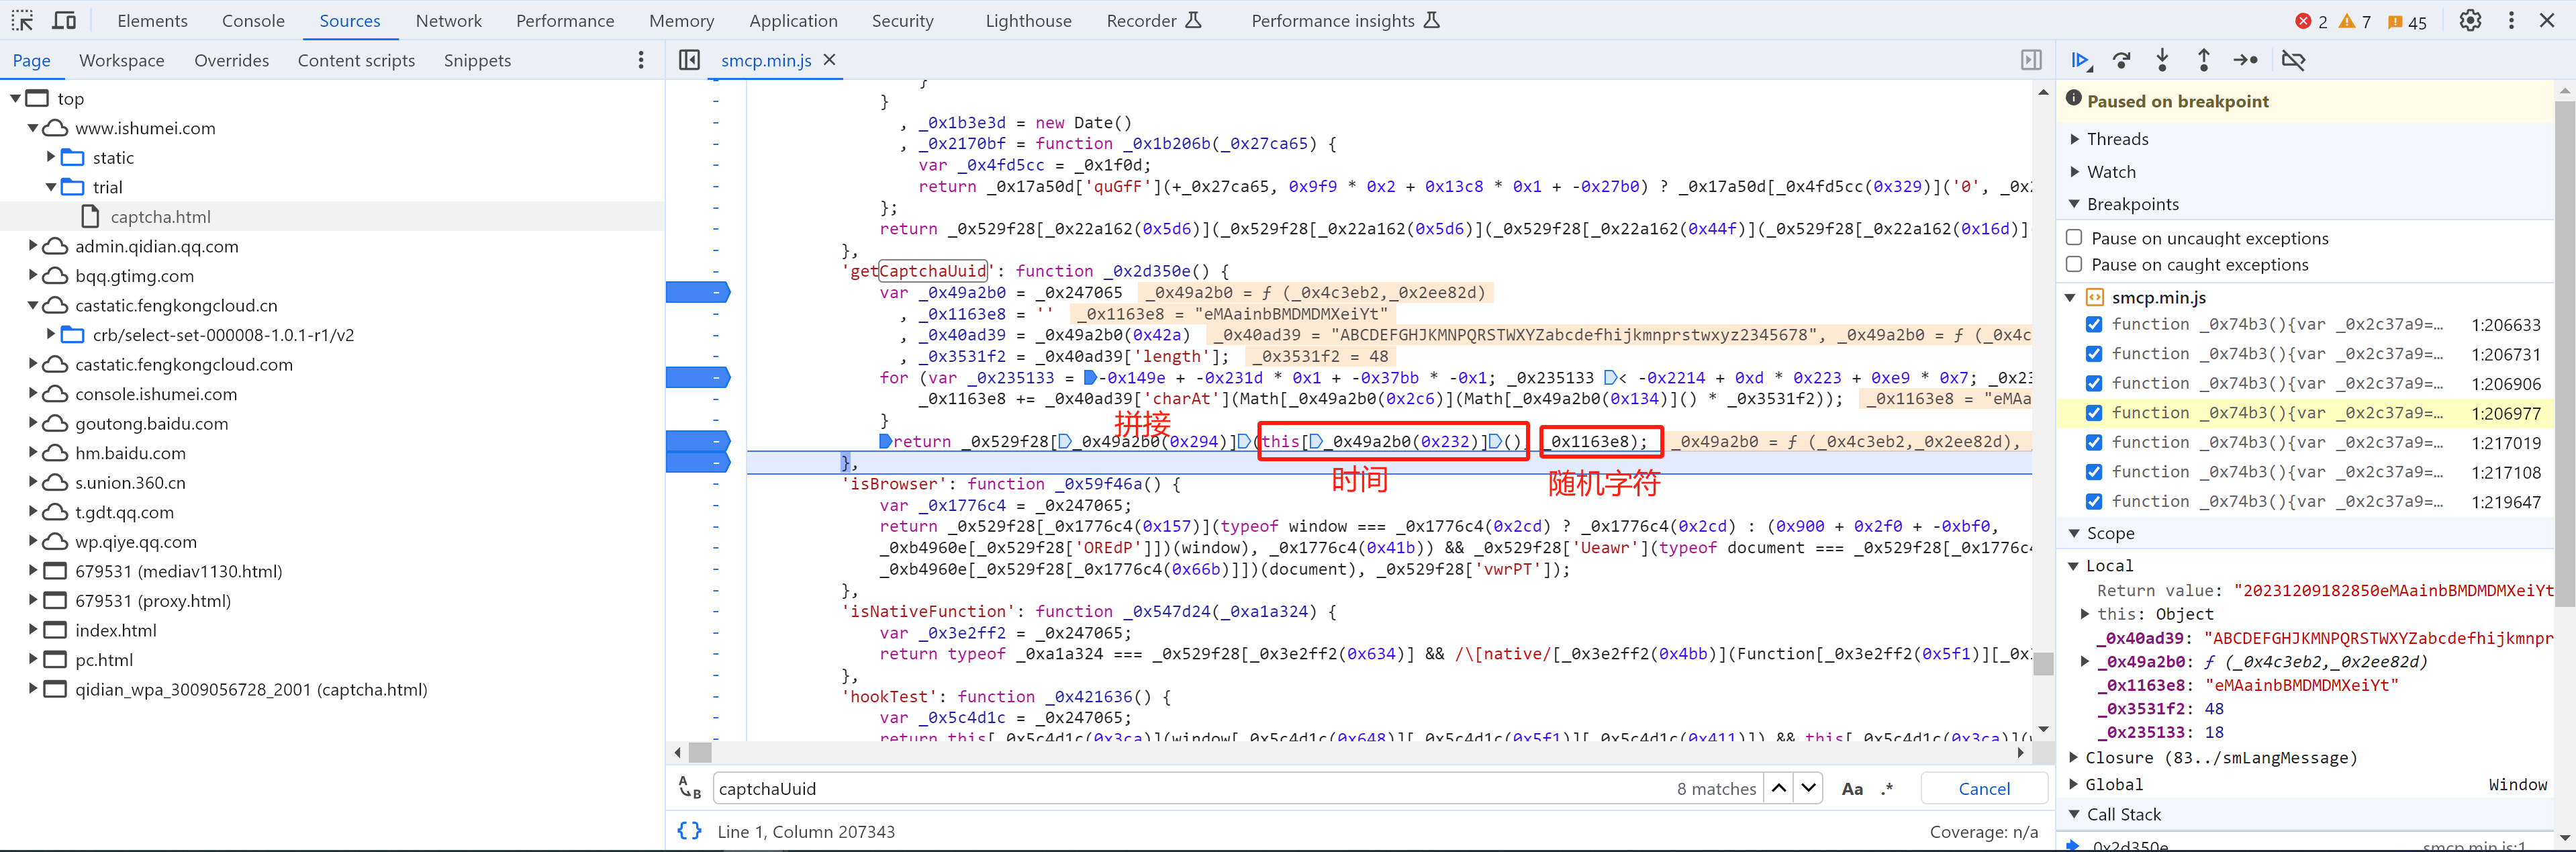 Elements Console Sources Network Performance Memory Application Security Lighthouse Recorder Performance insights 2 7 45
Page Workspace Overrides Content scripts Snippets
top
www.ishumei.com
static
trial
captcha.html
admin.qidian.qq.com
bqq.gtimg.com
castatic.fengkongcloud.cn
crb/select-set-000008-1.0.1-r1/v2
castatic.fengkongcloud.com
console.ishumei.com
goutong.baidu.com
hm.baidu.com
s.union.360.cn
t.gdt.qq.com
wp.qiye.qq.com
679531 (mediav1130.html)
679531 (proxy.html)
index.html
pc.html
qidian_wpa_3009056728_2001 (captcha.html)
smcp.min.js
}
}
, _0x1b3e3d = new Date()
, _0x2170bf = function _0x1b206b(_0x27ca65) {
var _0x4fd5cc = _0x1f0d;
return _0x17a50d['quGfF'](+_0x27ca65, 0x9f9 * 0x2 + 0x13c8 * 0x1 + -0x27b0) ? _0x17a50d[_0x4fd5cc(0x329)]('0', _0x2
};
return _0x529f28[_0x22a162(0x5d6)](_0x529f28[_0x22a162(0x5d6)](_0x529f28[_0x22a162(0x44f)](_0x529f28[_0x22a162(0x16d)](
},
'getCaptchaUuid': function _0x2d350e() {
var _0x49a2b0 = _0x247065 _0x49a2b0 = ƒ (_0x4c3eb2,_0x2ee82d)
, _0x1163e8 = '' _0x1163e8 = "eMAainbBMDMDMXeiYt"
, _0x40ad39 = _0x49a2b0(0x42a) _0x40ad39 = "ABCDEFGHJKMNPQRSTWXYZabcdefhijkmnprstwxyz2345678", _0x49a2b0 = ƒ (_0x4c
, _0x3531f2 = _0x40ad39['length']; _0x3531f2 = 48
for (var _0x235133 = -0x149e + -0x231d * 0x1 + -0x37bb * -0x1; _0x235133 < -0x2214 + 0xd * 0x223 + 0xe9 * 0x7; _0x23
_0x1163e8 += _0x40ad39['charAt'](Math[_0x49a2b0(0x2c6)](Math[_0x49a2b0(0x134)]() * _0x3531f2)); _0x1163e8 = "eMAa
}
拼接
return _0x529f28[_0x49a2b0(0x294)](this[_0x49a2b0(0x232)]() _0x1163e8); _0x49a2b0 = ƒ (_0x4c3eb2,_0x2ee82d),
},
时间 随机字符
'isBrowser': function _0x59f46a() {
var _0x1776c4 = _0x247065;
return _0x529f28[_0x1776c4(0x157)](typeof window === _0x1776c4(0x2cd) ? _0x1776c4(0x2cd) : (0x900 + 0x2f0 + -0xbf0,
_0xb4960e[_0x529f28['OREdP']])(window), _0x1776c4(0x41b)) && _0x529f28['Ueawr'](typeof document === _0x529f28[_0x1776c4
_0xb4960e[_0x529f28[_0x1776c4(0x66b)]])(document), _0x529f28['vwrPT']);
},
'isNativeFunction': function _0x547d24(_0xa1a324) {
var _0x3e2ff2 = _0x247065;
return typeof _0xa1a324 === _0x529f28[_0x3e2ff2(0x634)] && /\[native/[_0x3e2ff2(0x4bb)](Function[_0x3e2ff2(0x5f1)][_0x
},
'hookTest': function _0x421636() {
var _0x5c4d1c = _0x247065;
return this[_0x5c4d1c(0x3ca)](window[_0x5c4d1c(0x648)][_0x5c4d1c(0x5f1)][_0x5c4d1c(0x411)]) && this[_0x5c4d1c(0x3ca)](
captchaUuid 8 matches Aa .* Cancel
Line 1, Column 207343 Coverage: n/a
Paused on breakpoint
Threads
Watch
Breakpoints
Pause on uncaught exceptions
Pause on caught exceptions
smcp.min.js
function _0x74b3(){var _0x2c37a9=… 1:206633
function _0x74b3(){var _0x2c37a9=… 1:206731
function _0x74b3(){var _0x2c37a9=… 1:206906
function _0x74b3(){var _0x2c37a9=… 1:206977
function _0x74b3(){var _0x2c37a9=… 1:217019
function _0x74b3(){var _0x2c37a9=… 1:217108
function _0x74b3(){var _0x2c37a9=… 1:219647
Scope
Local
Return value: "20231209182850eMAainbBMDMDMXeiYt
this: Object
_0x40ad39: "ABCDEFGHJKMNPQRSTWXYZabcdefhijkmnpr
_0x49a2b0: ƒ (_0x4c3eb2,_0x2ee82d)
_0x1163e8: "eMAainbBMDMDMXeiYt"
_0x3531f2: 48
_0x235133: 18
Closure (83../smLangMessage)
Global Window
Call Stack
_0x2d350e smcp.min.js:1